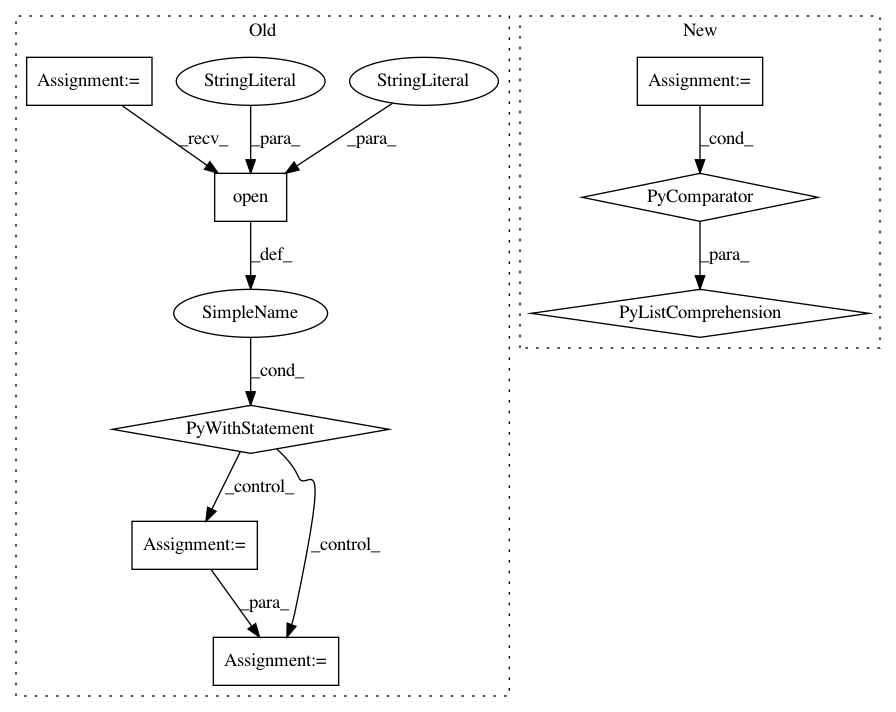 Old
New
Assignment:=
StringLiteral
StringLiteral
Assignment:=
_recv_
_para_
_para_
_cond_
open
PyComparator
_def_
_para_
SimpleName
PyListComprehension
_cond_
PyWithStatement
_control_
Assignment:=
_control_
_para_
Assignment:=